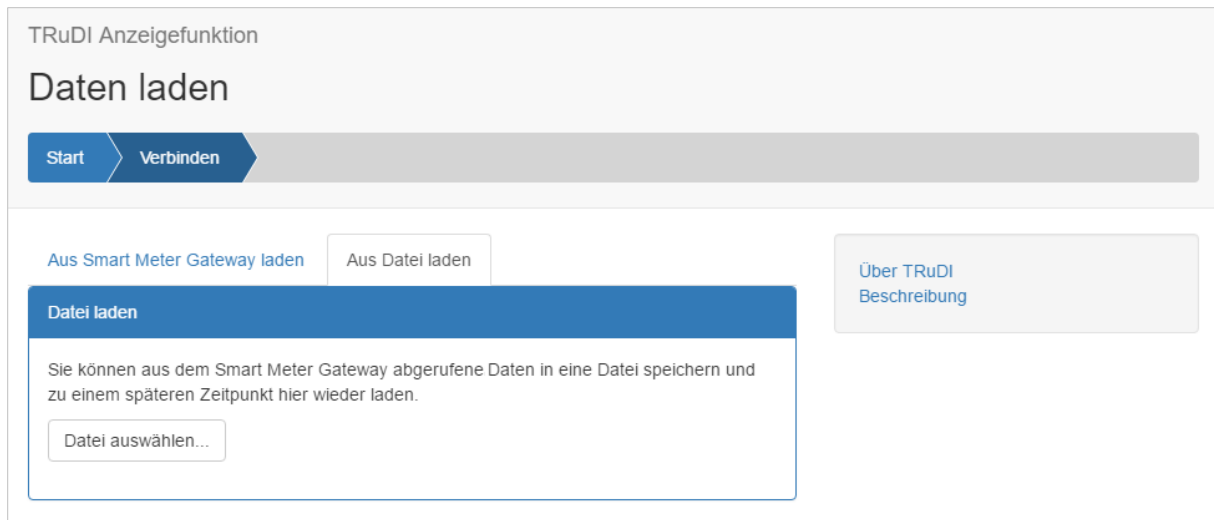 TRuDI Anzeigefunktion
Daten laden
Start
Verbinden
Aus Smart Meter Gateway laden
Aus Datei laden
Datei laden
Sie können aus dem Smart Meter Gateway abgerufene Daten in eine Datei speichern und
zu einem späteren Zeitpunkt hier wieder laden.
Datei auswählen...
Über TRuDI
Beschreibung